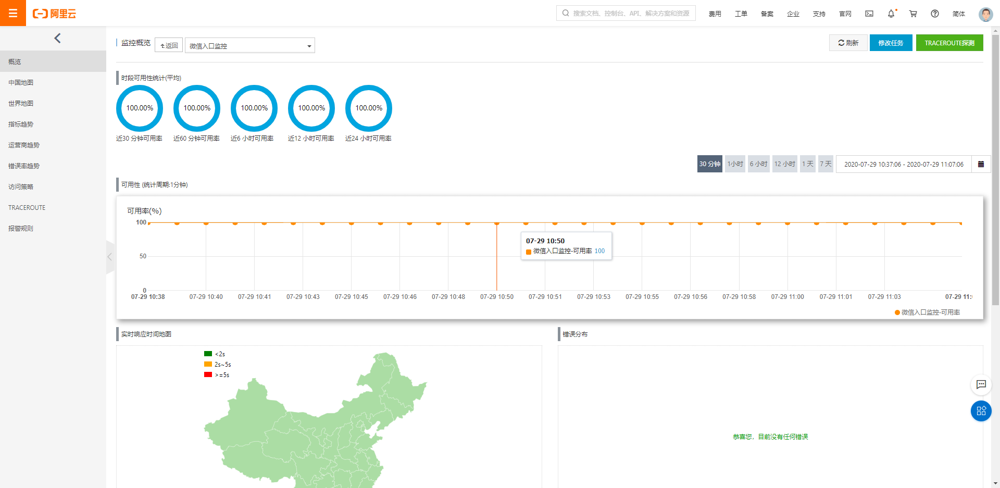 阿里云
搜索文档、控制台、API、解决方案和资源
费用 工单 备案 企业 支持 官网 简体
概览
中国地图
世界地图
指标趋势
运营商趋势
错误率趋势
访问策略
TRACEROUTE
报警规则
监控概览 返回 微信入口监控 刷新 修改任务 TRACEROUTE探测
时段可用性统计(平均)
100.00% 100.00% 100.00% 100.00% 100.00%
近30 分钟可用率 近60 分钟可用率 近6 小时可用率 近12 小时可用率 近24 小时可用率
30 分钟 1小时 6 小时 12 小时 1 天 7 天 2020-07-29 10:37:06 - 2020-07-29 11:07:06
可用性 (统计周期:1分钟)
可用率(%)
100
50
0
07-29 10:50
微信入口监控-可用率 100
07-29 10:38 07-29 10:40 07-29 10:41 07-29 10:43 07-29 10:45 07-29 10:46 07-29 10:48 07-29 10:50 07-29 10:51 07-29 10:53 07-29 10:55 07-29 10:56 07-29 10:58 07-29 11:00 07-29 11:01 07-29 11:03 07-29 11:
微信入口监控-可用率
实时响应时间地图
<2s
2s~5s
>=5s
错误分布
恭喜您，目前没有任何错误